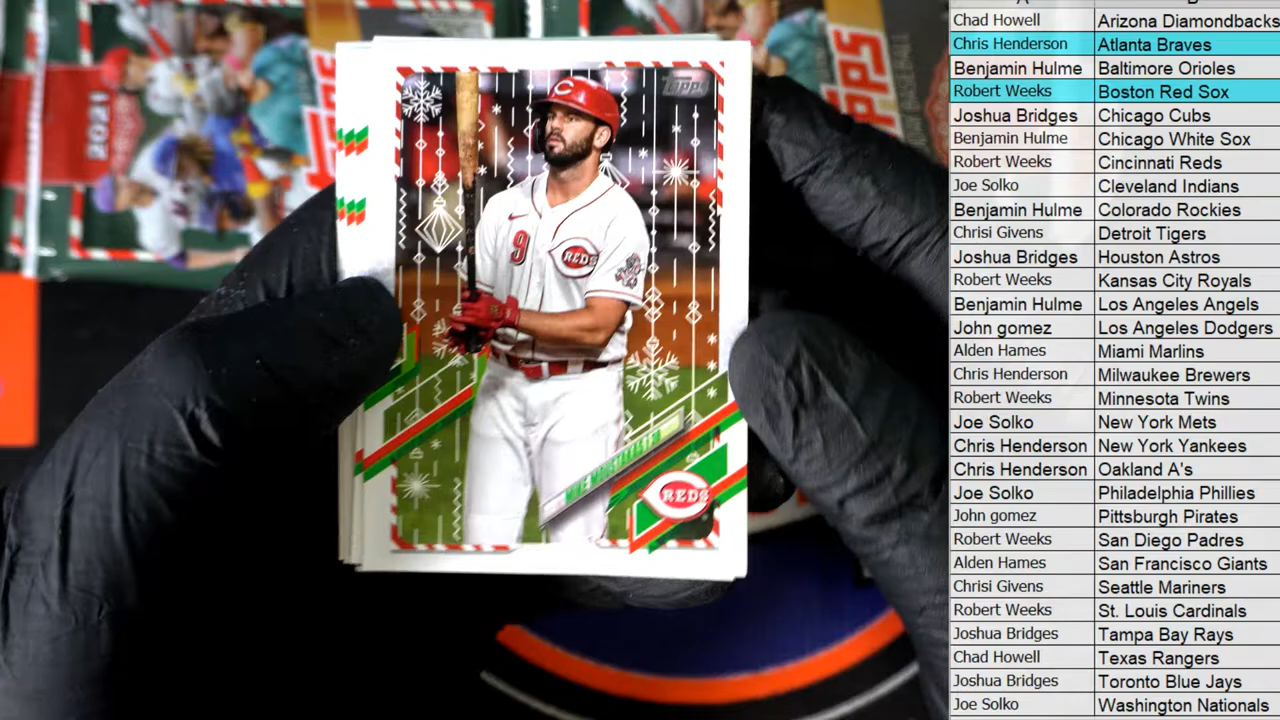 2021
Topps
C
9
REDS
MIKE MOUSTAKAS
REDS
Chad Howell Arizona Diamondbacks
Chris Henderson Atlanta Braves
Benjamin Hulme Baltimore Orioles
Robert Weeks Boston Red Sox
Joshua Bridges Chicago Cubs
Benjamin Hulme Chicago White Sox
Robert Weeks Cincinnati Reds
Joe Solko Cleveland Indians
Benjamin Hulme Colorado Rockies
Chrisi Givens Detroit Tigers
Joshua Bridges Houston Astros
Robert Weeks Kansas City Royals
Benjamin Hulme Los Angeles Angels
John gomez Los Angeles Dodgers
Alden Hames Miami Marlins
Chris Henderson Milwaukee Brewers
Robert Weeks Minnesota Twins
Joe Solko New York Mets
Chris Henderson New York Yankees
Chris Henderson Oakland A's
Joe Solko Philadelphia Phillies
John gomez Pittsburgh Pirates
Robert Weeks San Diego Padres
Alden Hames San Francisco Giants
Chrisi Givens Seattle Mariners
Robert Weeks St. Louis Cardinals
Joshua Bridges Tampa Bay Rays
Chad Howell Texas Rangers
Joshua Bridges Toronto Blue Jays
Joe Solko Washington Nationals